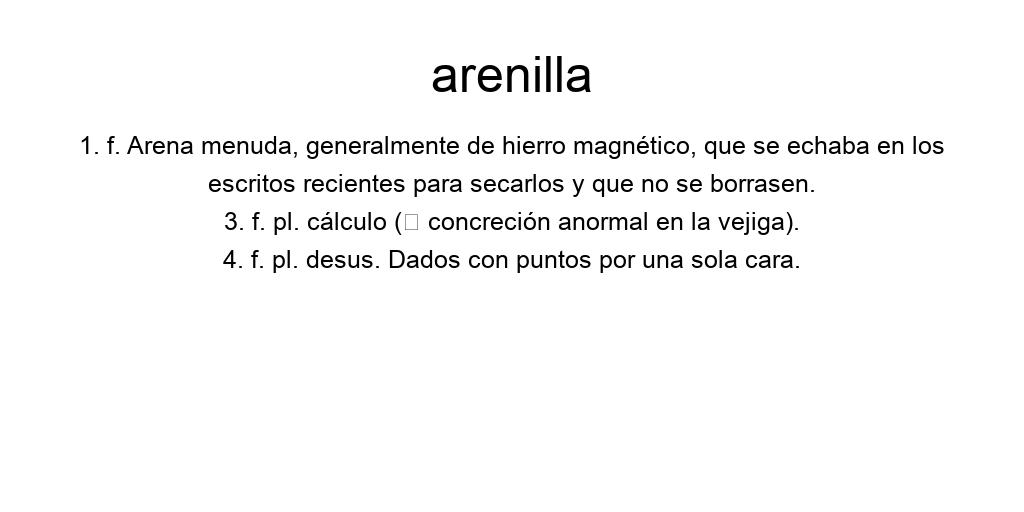 arenilla
1. f. Arena menuda, generalmente de hierro magnético, que se echaba en los
escritos recientes para secarlos y que no se borrasen.
3. f. pl. cálculo (□ concreción anormal en la vejiga).
4. f. pl. desus. Dados con puntos por una sola cara.